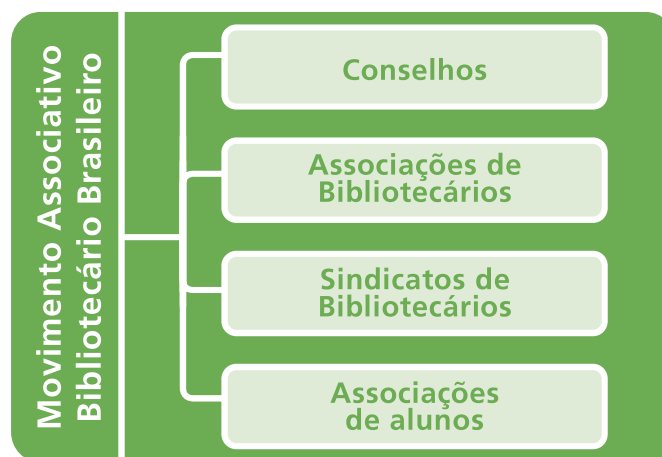 Movimento Associativo
Bibliotecário Brasileiro
Conselhos
Associações de
Bibliotecários
Sindicatos de
Bibliotecários
Associações
de alunos